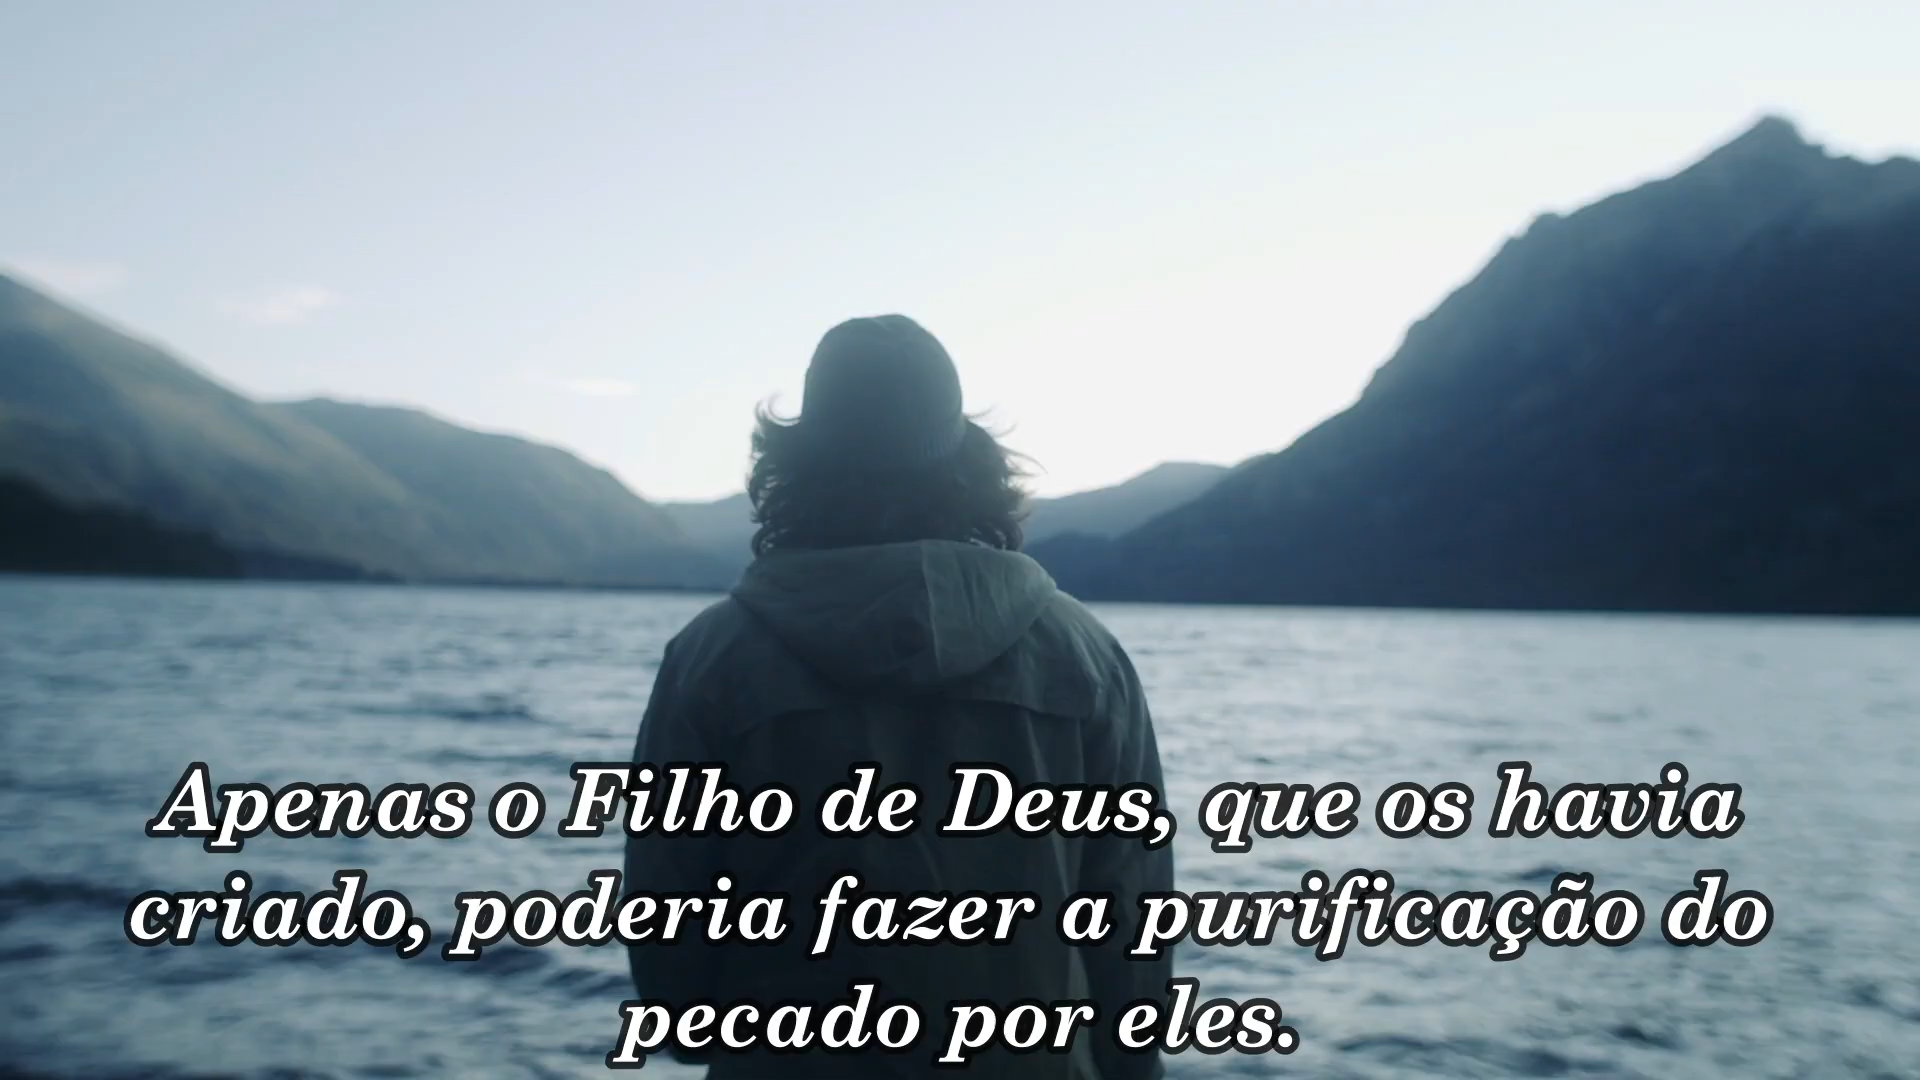 Apenas o Filho de Deus, que os havia
criado, poderia fazer a purificação do
pecado por eles.